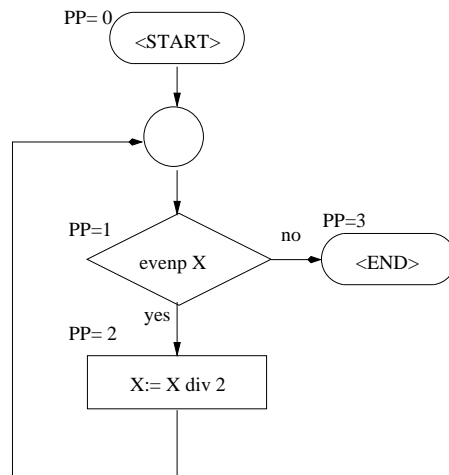 PP= 0
<START>
PP=1
evenp X
no
PP=3
<END>
yes
PP= 2
X:= X div 2